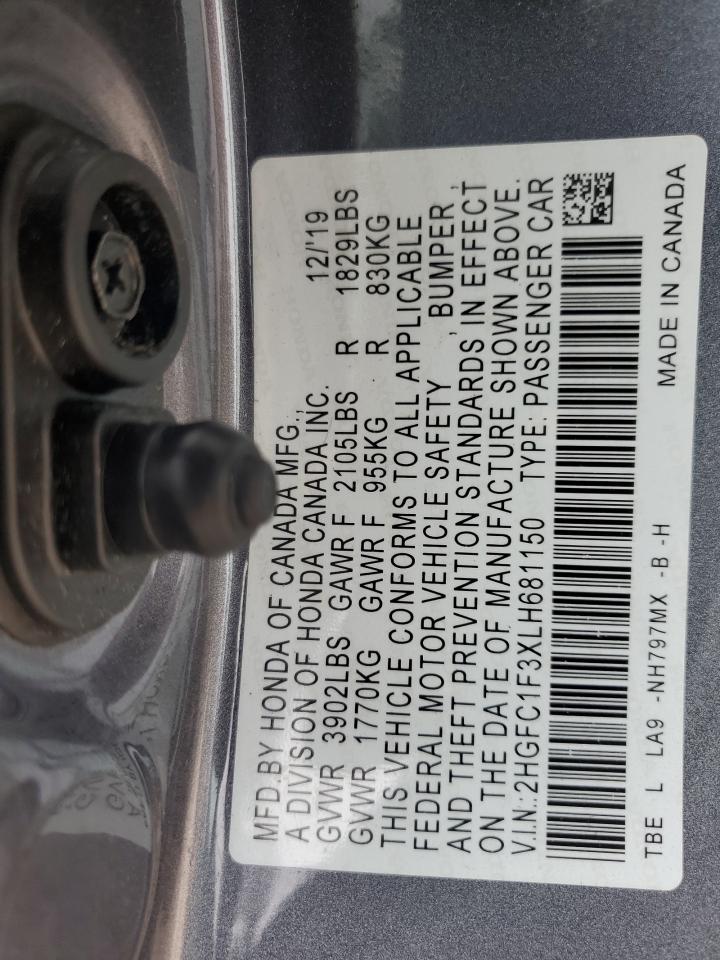 MFD.BY HONDA OF CANADA MFG., 12/'19
A DIVISION OF HONDA CANADA INC.
GVWR 3902LBS GAWR F 2105LBS R 1829LBS
GVWR 1770KG GAWR F 955KG R 830KG
THIS VEHICLE CONFORMS TO ALL APPLICABLE
FEDERAL MOTOR VEHICLE SAFETY , BUMPER ,
AND THEFT PREVENTION STANDARDS IN EFFECT
ON THE DATE OF MANUFACTURE SHOWN ABOVE.
V.I.N.:2HGFC1F3XLH681150 TYPE: PASSENGER CAR
TBE L LA9 -NH797MX -B -H MADE IN CANADA